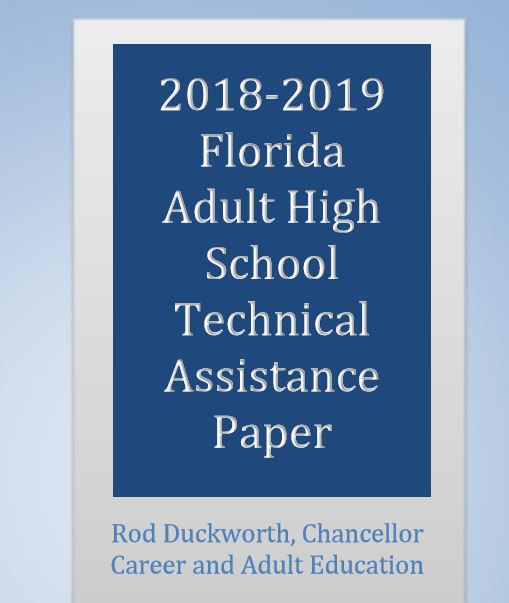 2018-2019
Florida
Adult High
School
Technical
Assistance
Paper
Rod Duckworth, Chancellor
Career and Adult Education